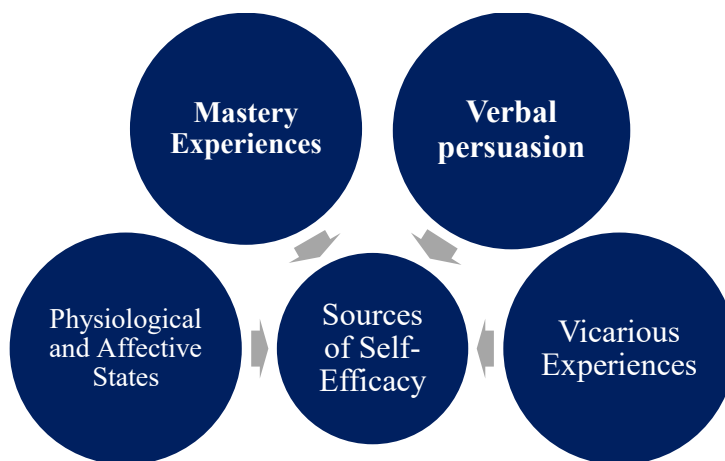 Mastery
Experiences
Verbal
persuasion
Physiological
and Affective
States
Sources
of Self-
Efficacy
Vicarious
Experiences